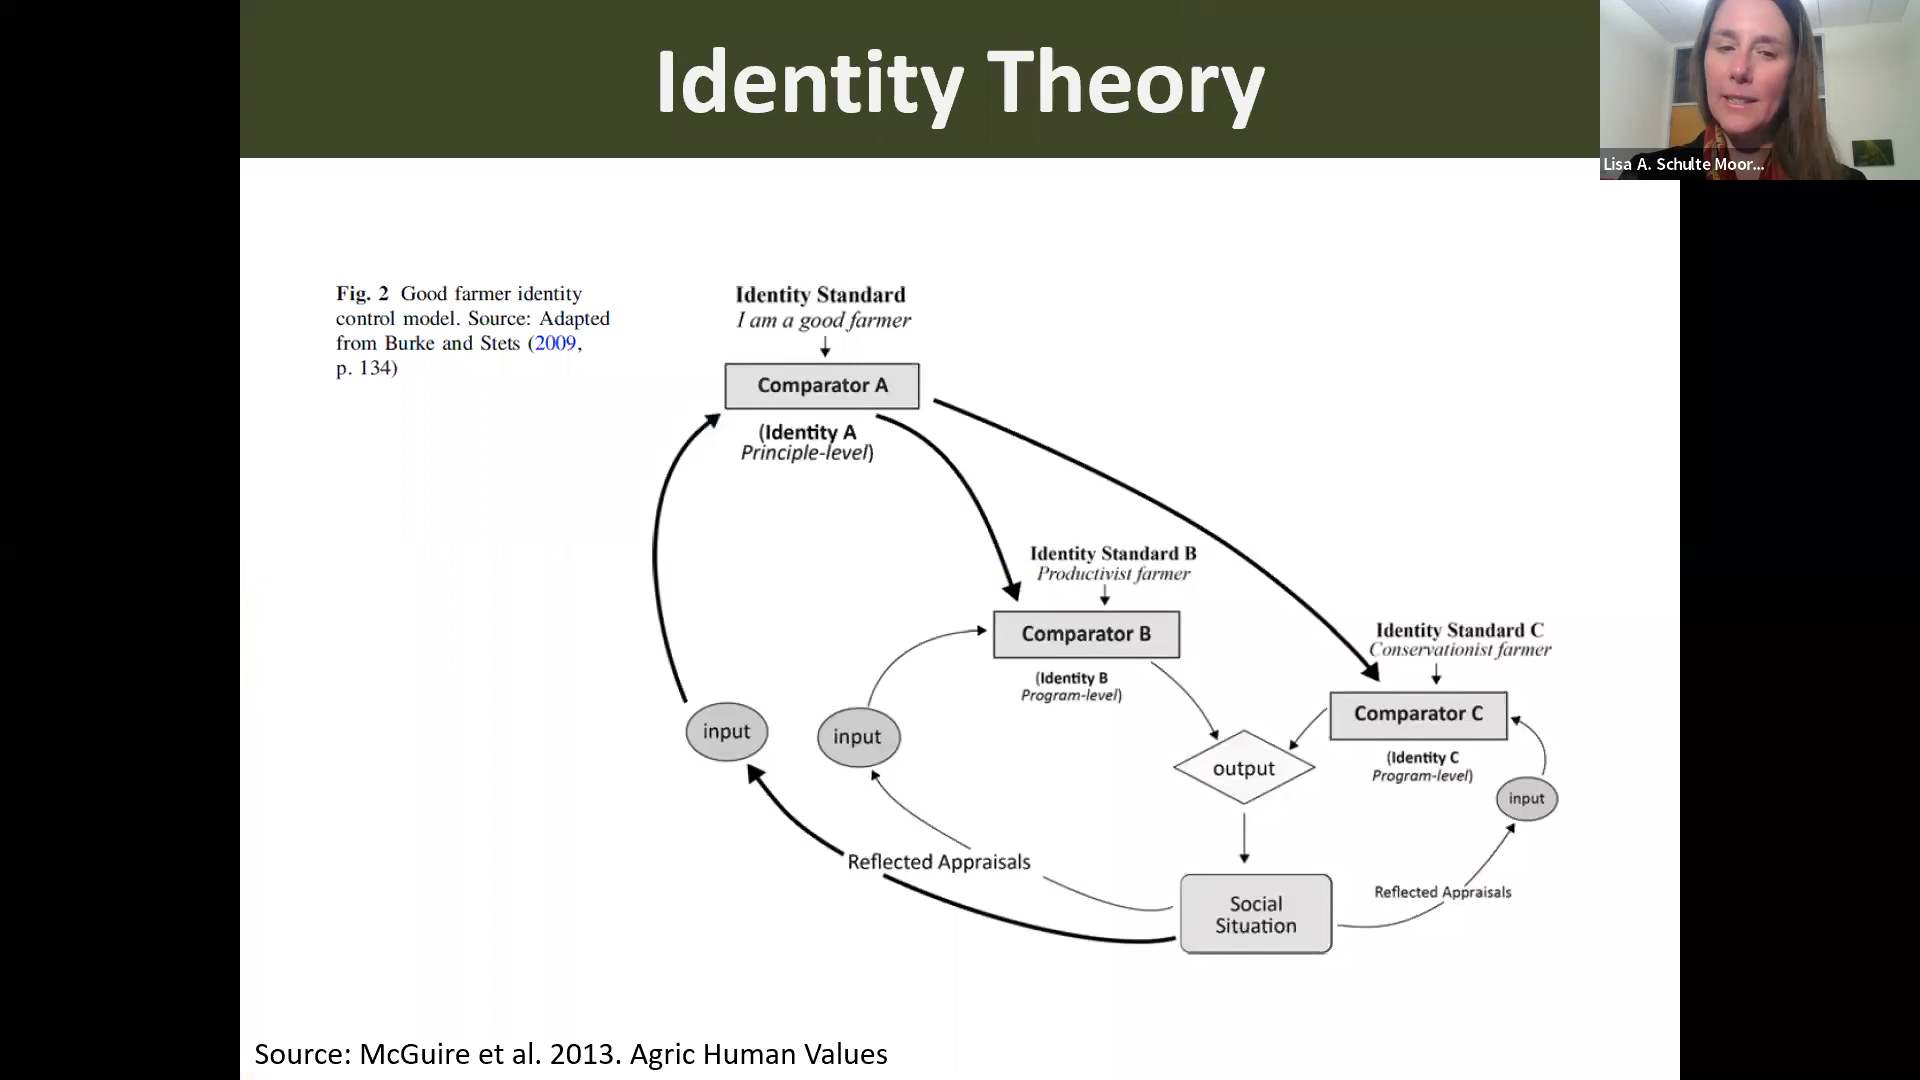 Identity Theory
Lisa A. Schulte Moor...
Fig. 2 Good farmer identity
control model. Source: Adapted
from Burke and Stets (2009,
p. 134)
Identity Standard
I am a good farmer
Comparator A
(Identity A
Principle-level)
Identity Standard B
Productivist farmer
Comparator B
(Identity B
Program-level)
Identity Standard C
Conservationist farmer
Comparator C
(Identity C
Program-level)
input
input
output
input
Reflected Appraisals
Social
Situation
Reflected Appraisals
Source: McGuire et al. 2013. Agric Human Values